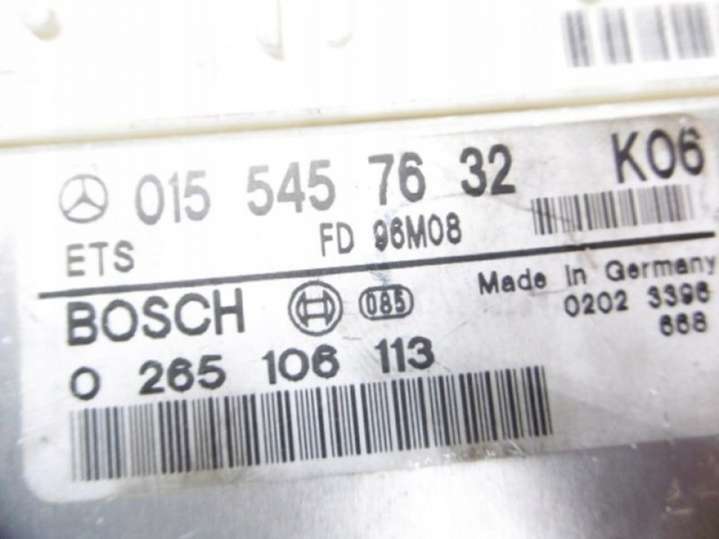 015 545 76 32 K06
ETS FD 96M08
BOSCH 085 Made in Germany
0202 3396
0 265 106 113 668